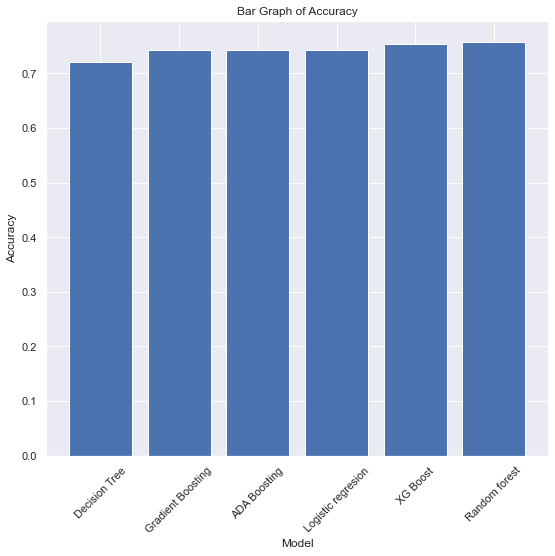 Bar Graph of Accuracy
Accuracy
0.7
0.6
0.5
0.4
0.3
0.2
0.1
0.0
Decision Tree
Gradient Boosting
ADA Boosting
Logistic regresion
XG Boost
Random forest
Model